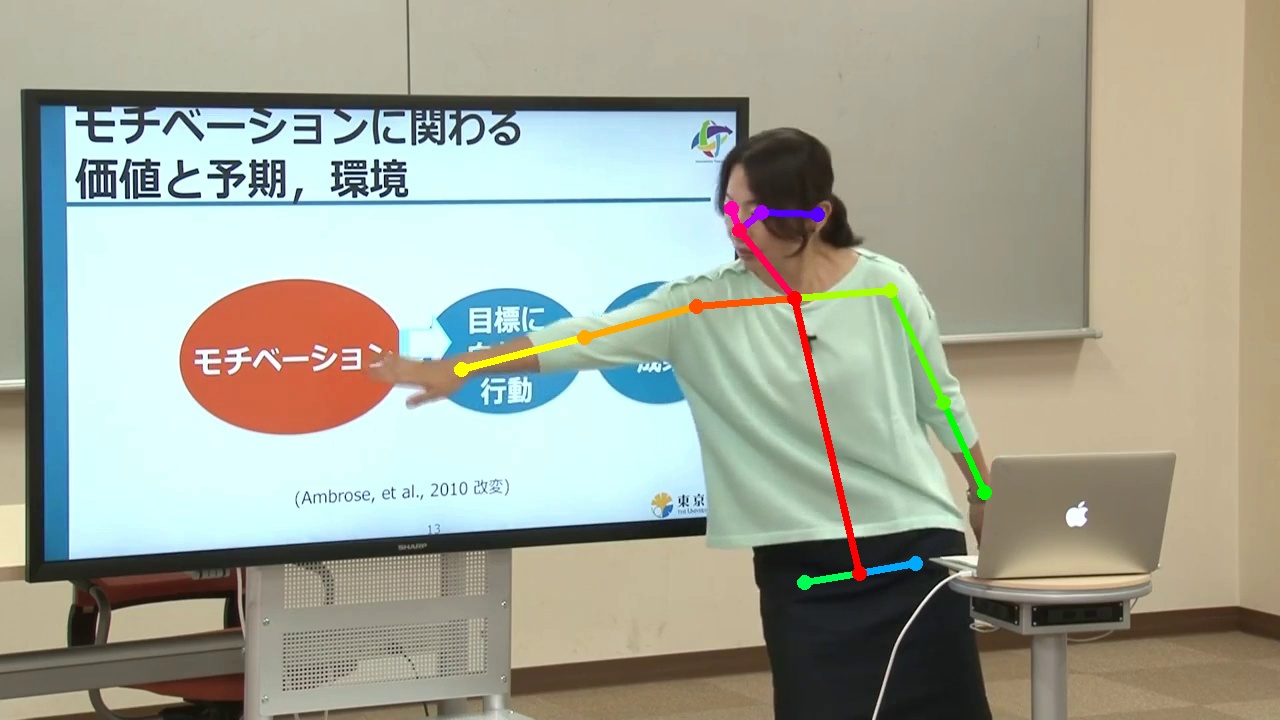 モチベーションに関わる
価値と予期，環境
モチベーション
目標に
行動
(Ambrose, et al., 2010 改変)
東京
13
SHARP